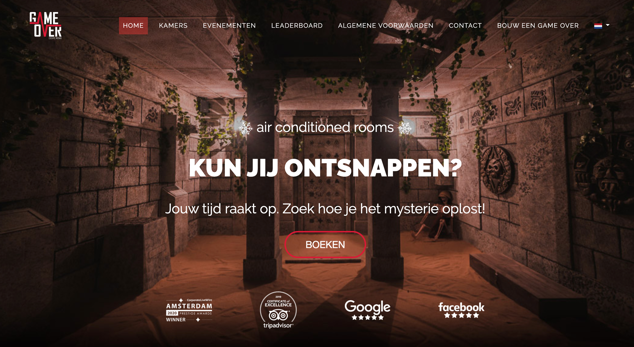 GAME OVER
HOME
KAMERS
EVENEMENTEN
LEADERBOARD
ALGEMENE VOORWAARDEN
CONTACT
BOUW EEN GAME OVER
air conditioned rooms
KUN JIJ ONTSNAPPEN?
Jouw tijd raakt op. Zoek hoe je het mysterie oplost!
BOEKEN
AMSTERDAM
PRESTIGE AWARDS
WINNER
CERTIFICATE of EXCELLENCE
tripadvisor
Google
facebook